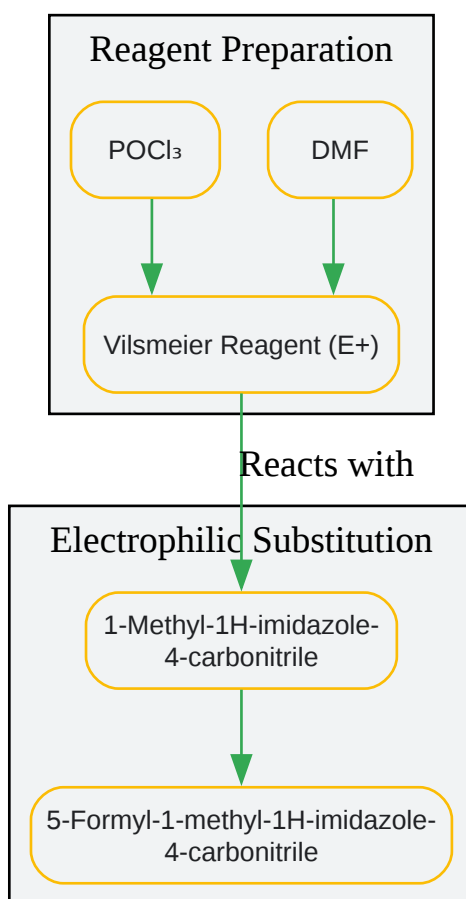 Reagent Preparation
POCl₃
DMF
Vilsmeier Reagent (E+)
Reacts with
Electrophilic Substitution
1-Methyl-1H-imidazole-
4-carbonitrile
5-Formyl-1-methyl-1H-imidazole-
4-carbonitrile